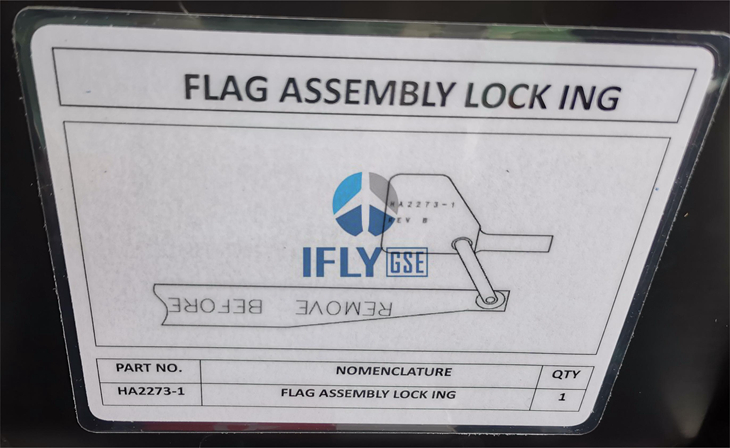 FLAG ASSEMBLY LOCK ING
HA2273-1
REV B
IFLY GSE
REMOVE BEFORE
PART NO. NOMENCLATURE QTY
HA2273-1 FLAG ASSEMBLY LOCK ING 1